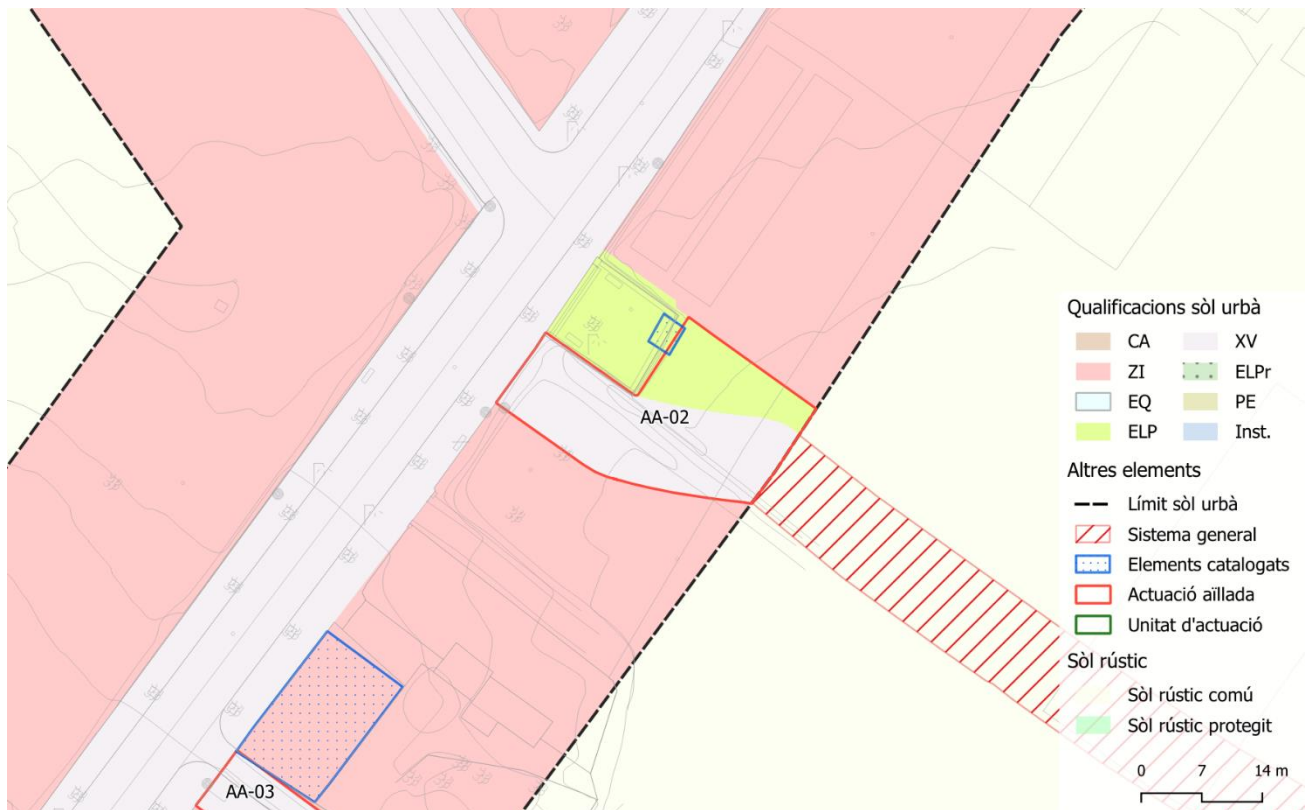 AA-02
AA-03
Qualificacions sòl urbà
CA
XV
ZI
ELPr
EQ
PE
ELP
Inst.
Altres elements
Límit sòl urbà
Sistema general
Elements catalogats
Actuació aïllada
Unitat d'actuació
Sòl rústic
Sòl rústic comú
Sòl rústic protegit
0 7 14 m